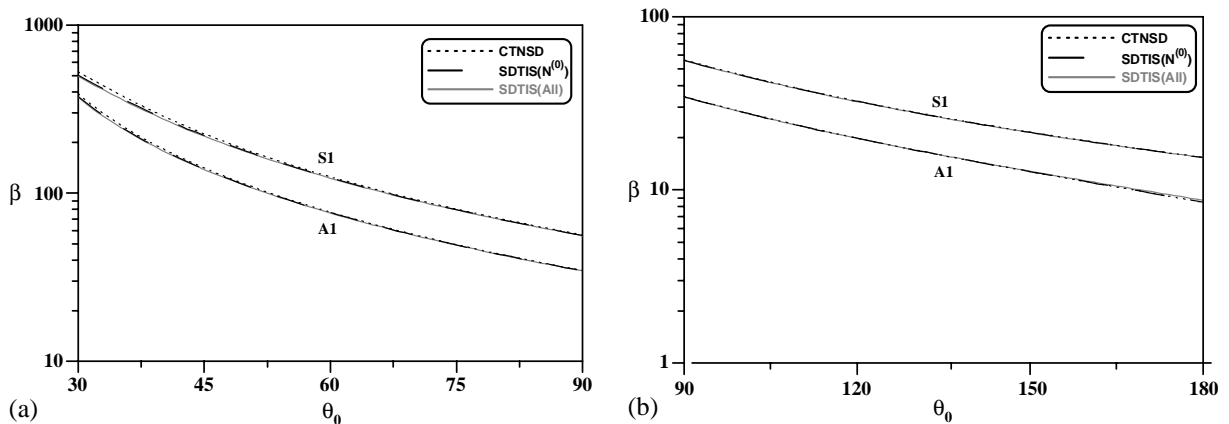 1000
100
10
β
30
45
60
75
90
θ₀
(a)
CTNSD
SDTIS(N⁽⁰⁾)
SDTIS(All)
S1
A1
100
10
1
β
90
120
150
180
θ₀
(b)
CTNSD
SDTIS(N⁽⁰⁾)
SDTIS(All)
S1
A1